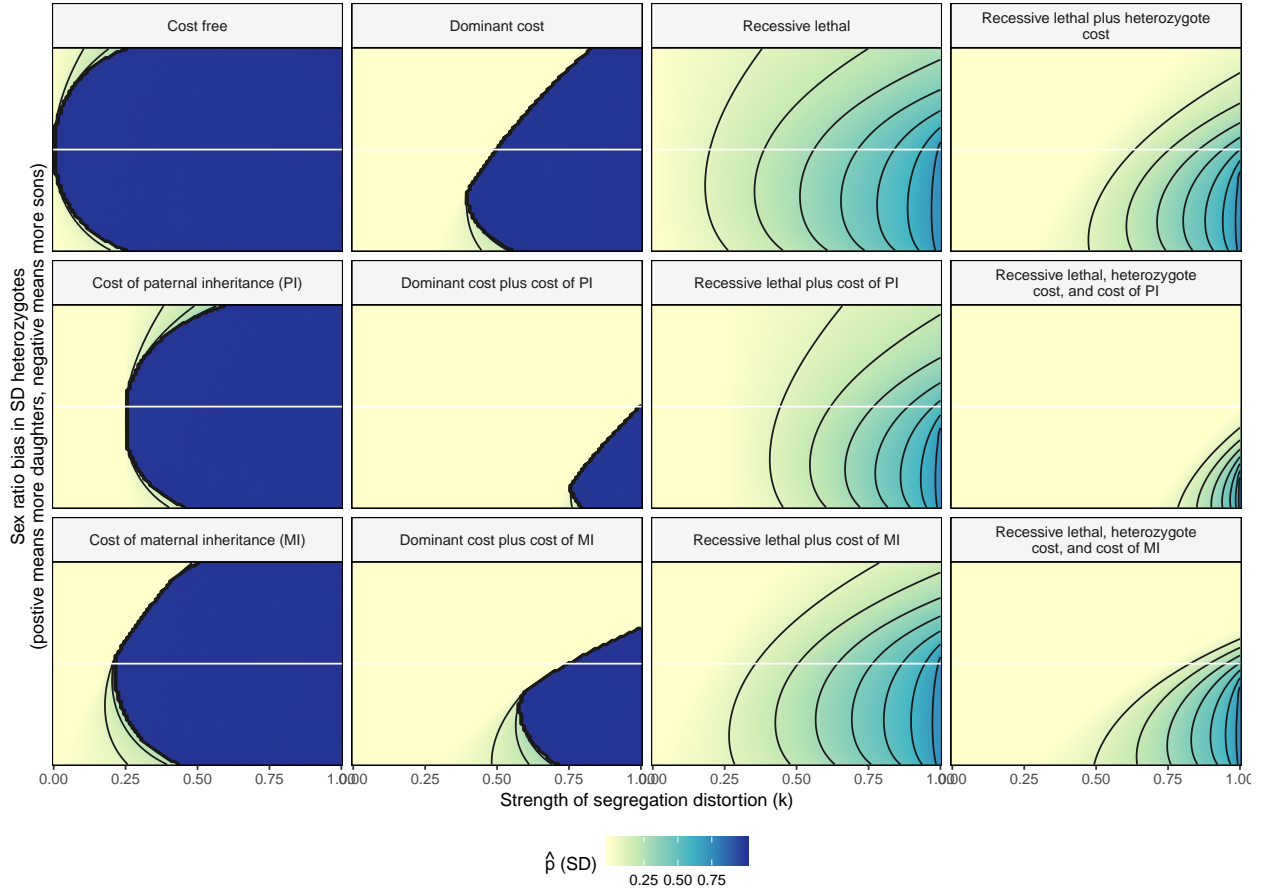 Cost free
Dominant cost
Recessive lethal
Recessive lethal plus heterozygote
cost
Cost of paternal inheritance (PI)
Dominant cost plus cost of PI
Recessive lethal plus cost of PI
Recessive lethal, heterozygote
cost, and cost of PI
Cost of maternal inheritance (MI)
Dominant cost plus cost of MI
Recessive lethal plus cost of MI
Recessive lethal, heterozygote
cost, and cost of MI
Sex ratio bias in SD heterozygotes
(postive means more daughters, negative means more sons)
0.00 0.25 0.50 0.75 1.00
0.00 0.25 0.50 0.75 1.00
0.00 0.25 0.50 0.75 1.00
0.00 0.25 0.50 0.75 1.00
Strength of segregation distortion (k)
p̂ (SD)
0.25 0.50 0.75